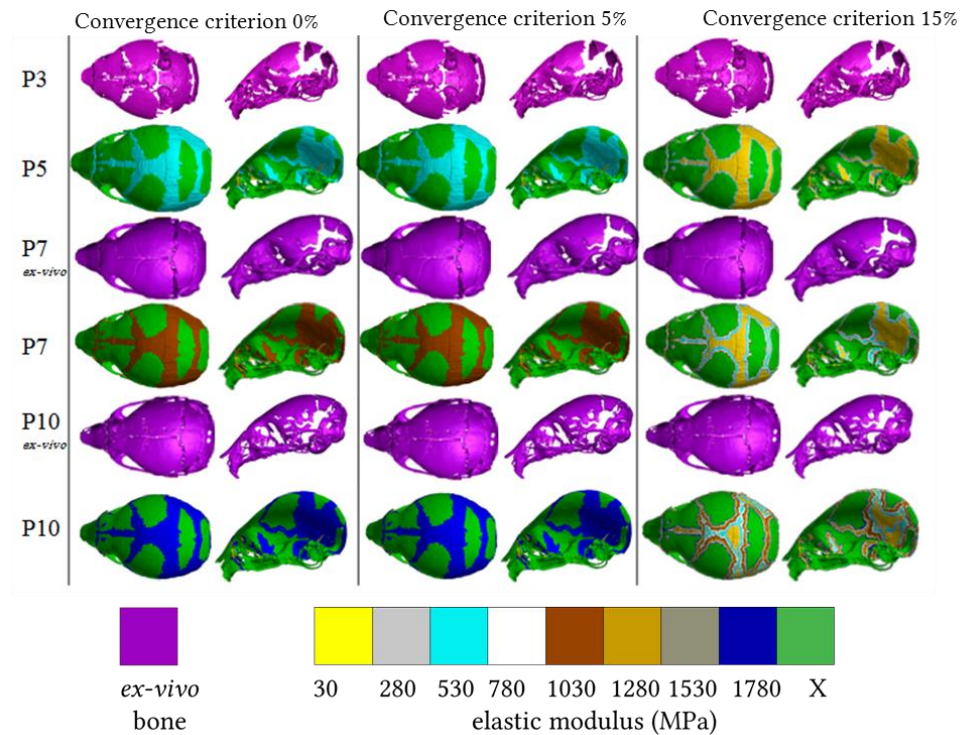 Convergence criterion 0%
Convergence criterion 5%
Convergence criterion 15%
P3
P5
P7
ex-vivo
P7
P10
ex-vivo
P10
30 280 530 780 1030 1280 1530 1780 X
ex-vivo
bone
elastic modulus (MPa)